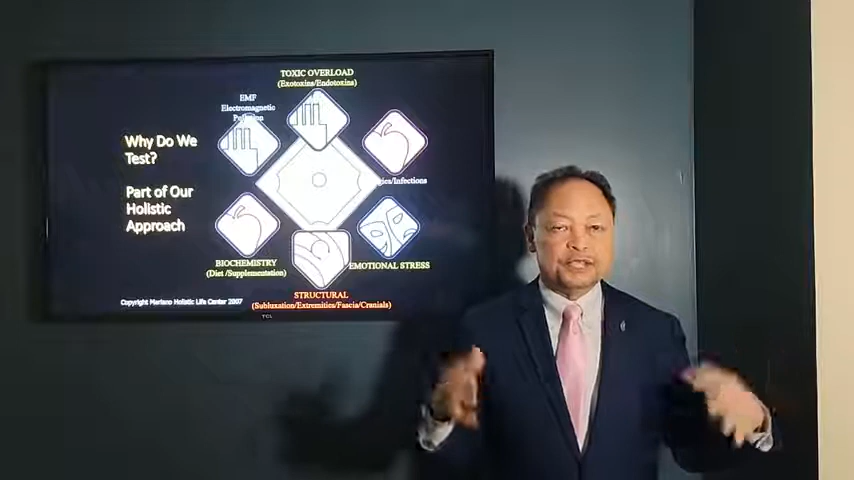 TOXIC OVERLOAD
(Exotoxins/Endotoxins)
EMF
Electromagnetic
Why Do We
Test?
Part of Our
Holistic
Approach/
BIOCHEMISTRY
(Diet /Supplementation)
EMOTIONAL STRESS
STRUCTURAL
(Subluxation/Extremities/Fascia/Cranials)
Copyright Mariano Holistic Life Center 2007
TCL